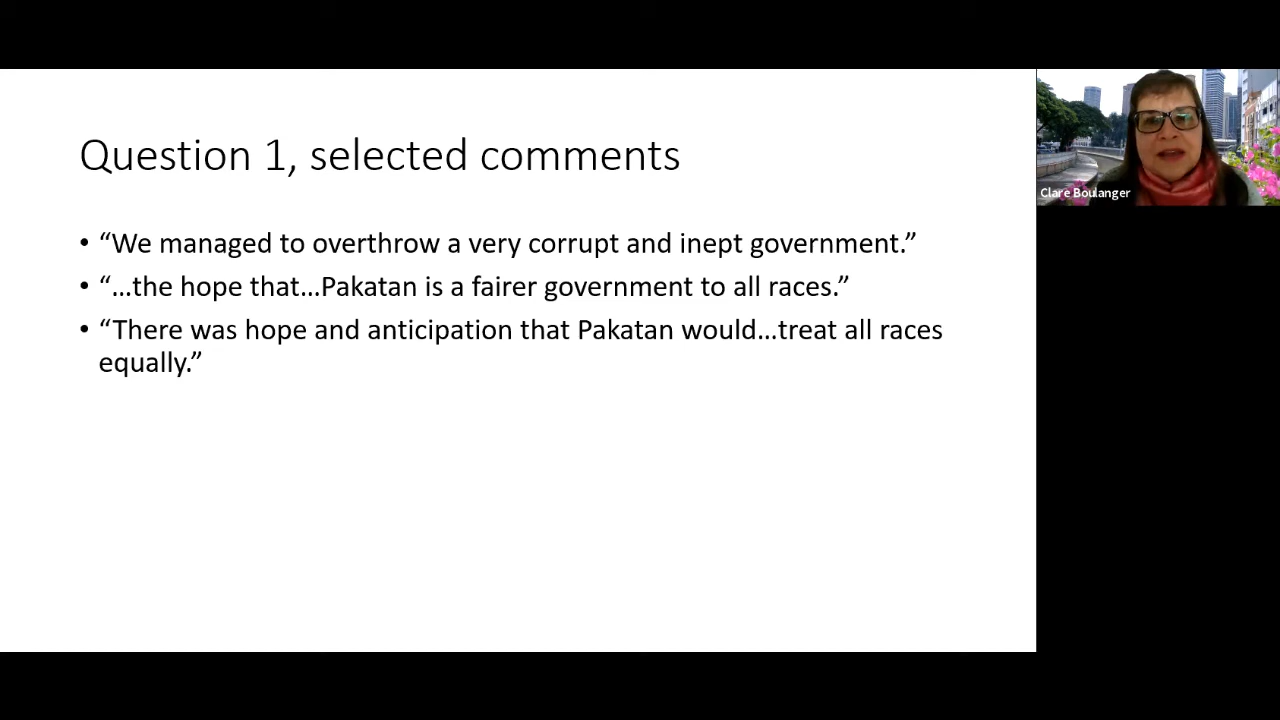 Question 1, selected comments
• “We managed to overthrow a very corrupt and inept government.”
• “…the hope that…Pakatan is a fairer government to all races.”
• “There was hope and anticipation that Pakatan would…treat all races
equally.”
Clare Boulanger